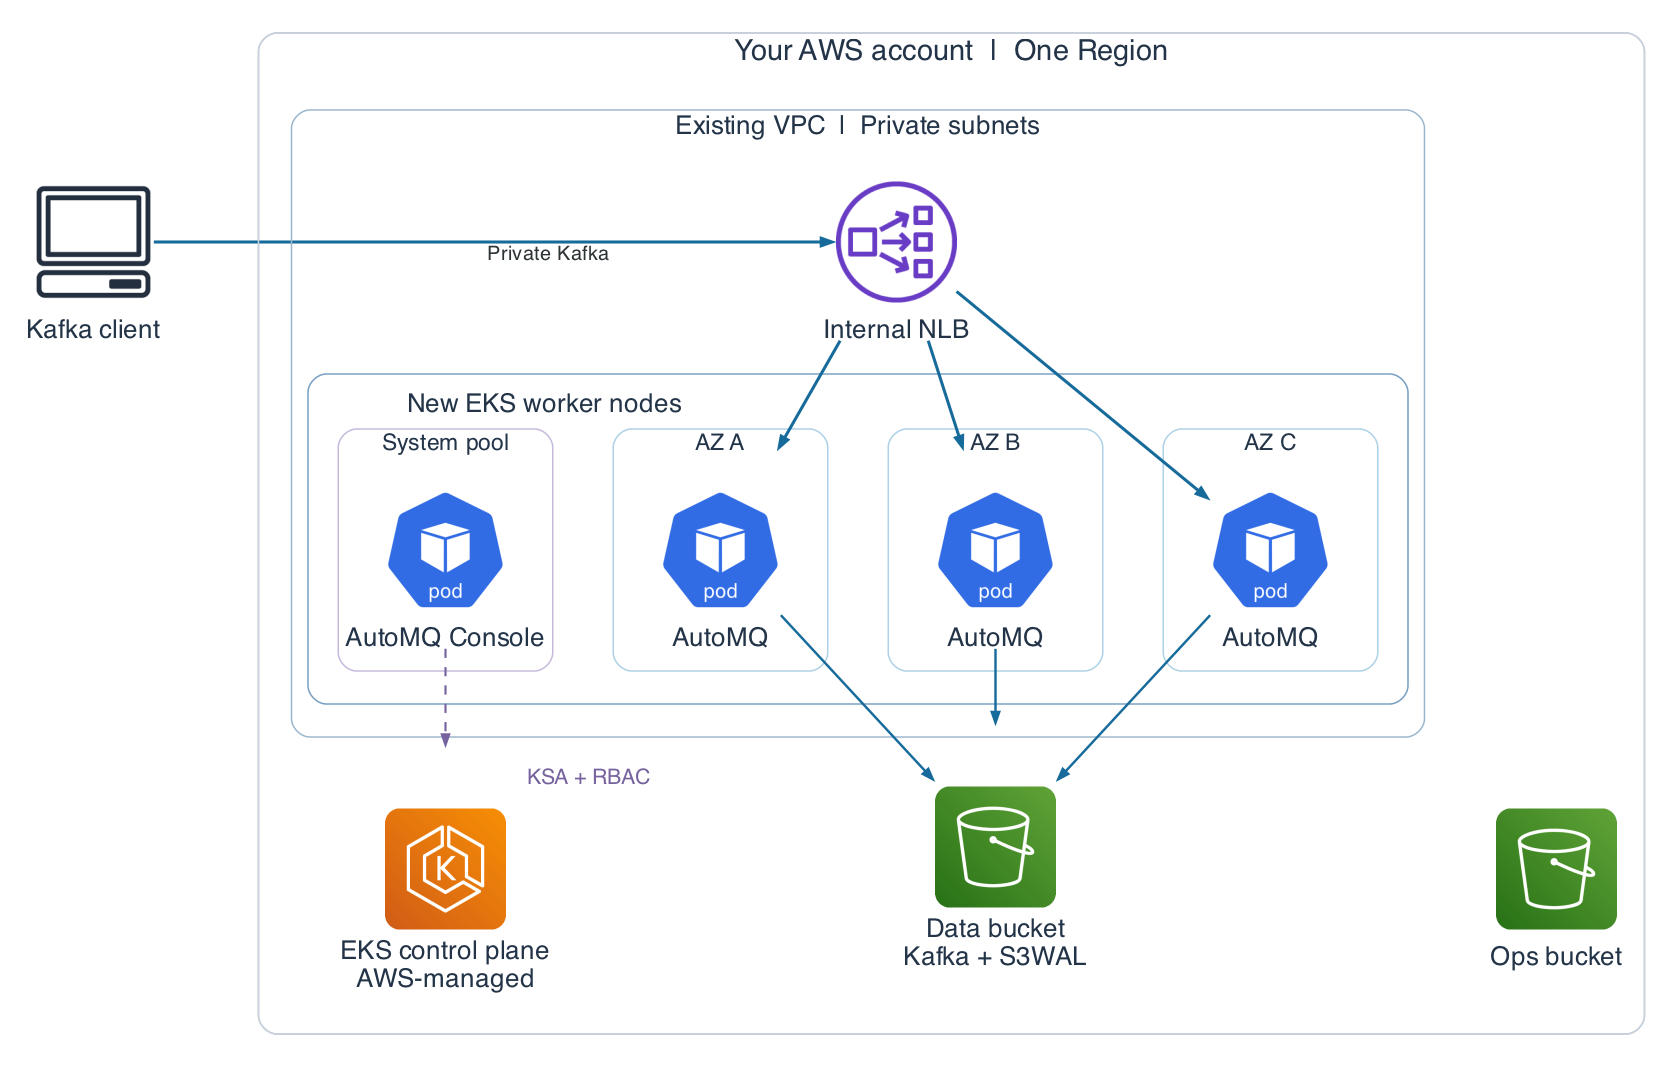 Your AWS account | One Region
Existing VPC | Private subnets
Private Kafka
Kafka client
Internal NLB
New EKS worker nodes
System pool
AZ A
AZ B
AZ C
pod
pod
pod
pod
AutoMQ Console
AutoMQ
AutoMQ
AutoMQ
KSA + RBAC
K
EKS control plane
AWS-managed
Data bucket
Kafka + S3WAL
Ops bucket